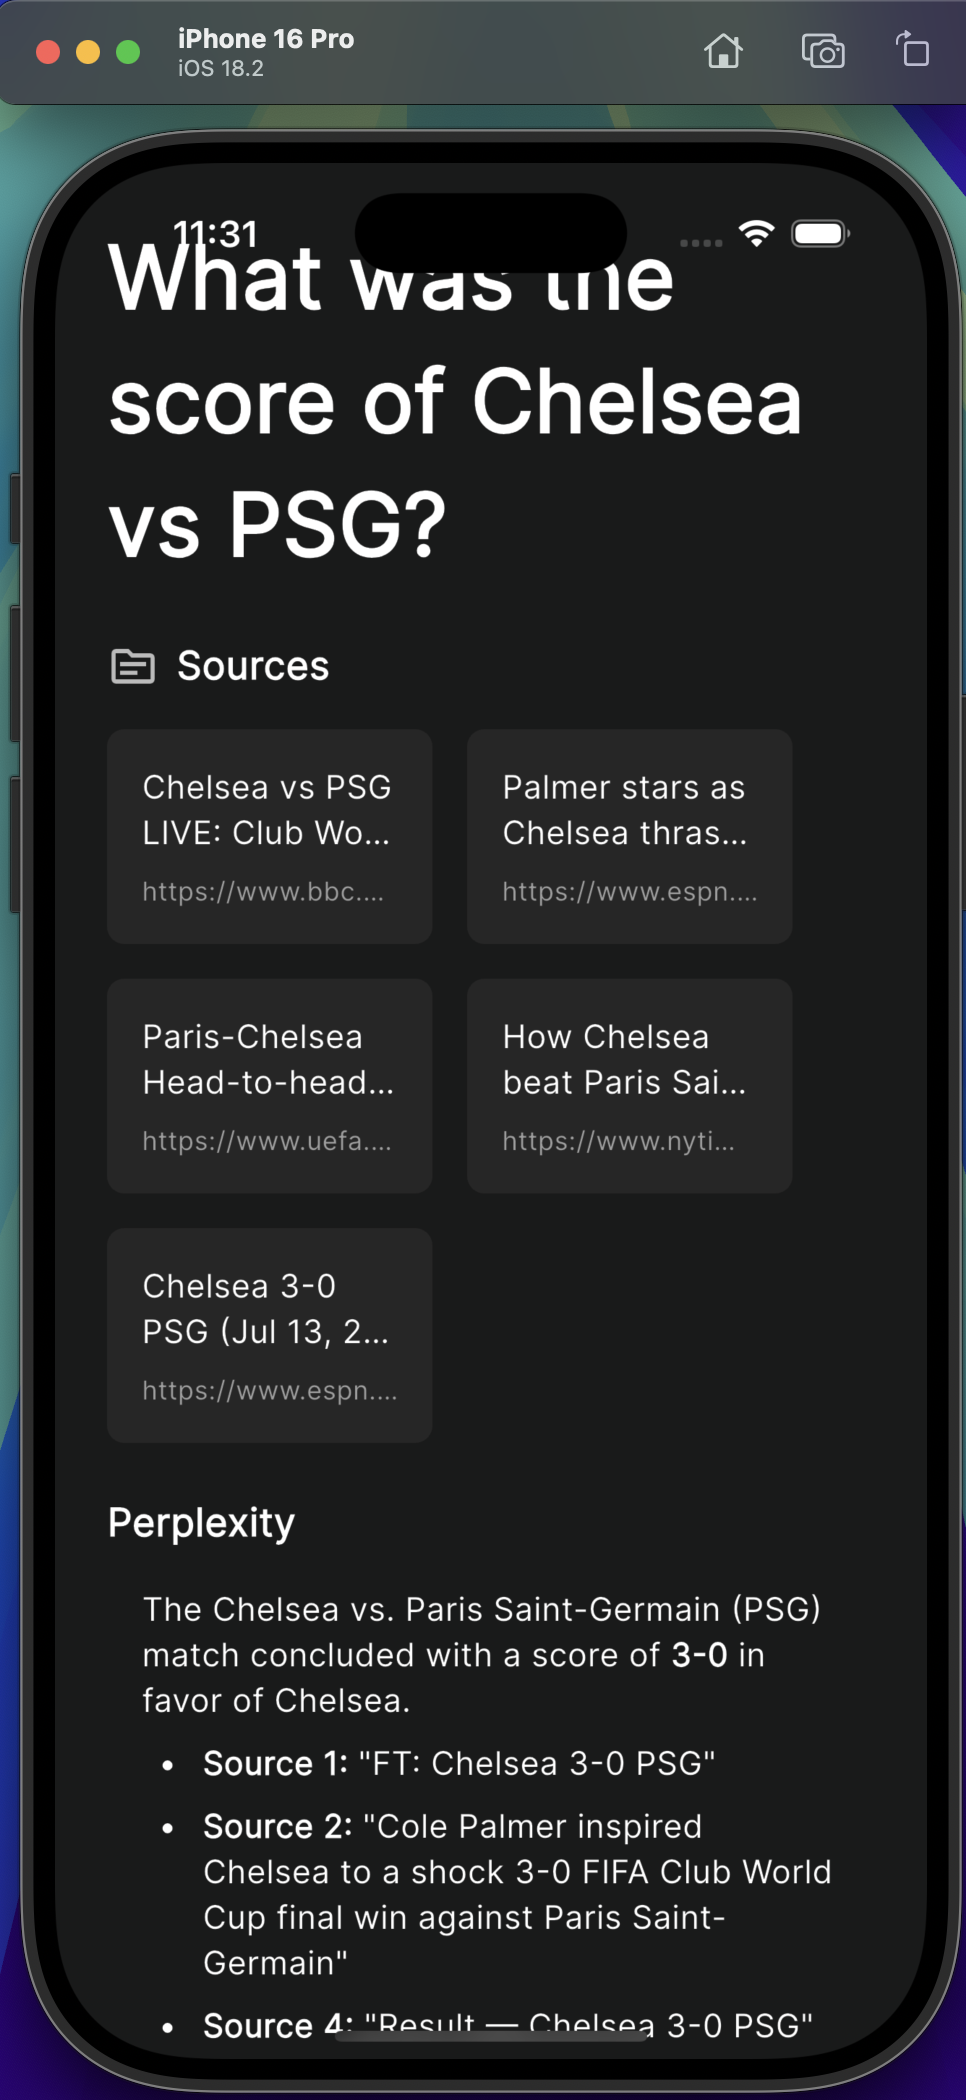 iPhone 16 Pro
iOS 18.2
11:31
What was the
score of Chelsea
vs PSG?
Sources
Chelsea vs PSG
LIVE: Club Wo...
https://www.bbc....
Palmer stars as
Chelsea thras...
https://www.espn....
Paris-Chelsea
Head-to-head...
https://www.uefa....
How Chelsea
beat Paris Sai...
https://www.nyti...
Chelsea 3-0
PSG (Jul 13, 2...
https://www.espn....
Perplexity
The Chelsea vs. Paris Saint-Germain (PSG)
match concluded with a score of 3-0 in
favor of Chelsea.
• Source 1: "FT: Chelsea 3-0 PSG"
• Source 2: "Cole Palmer inspired
Chelsea to a shock 3-0 FIFA Club World
Cup final win against Paris Saint-
Germain"
• Source 4: "Result — Chelsea 3-0 PSG"